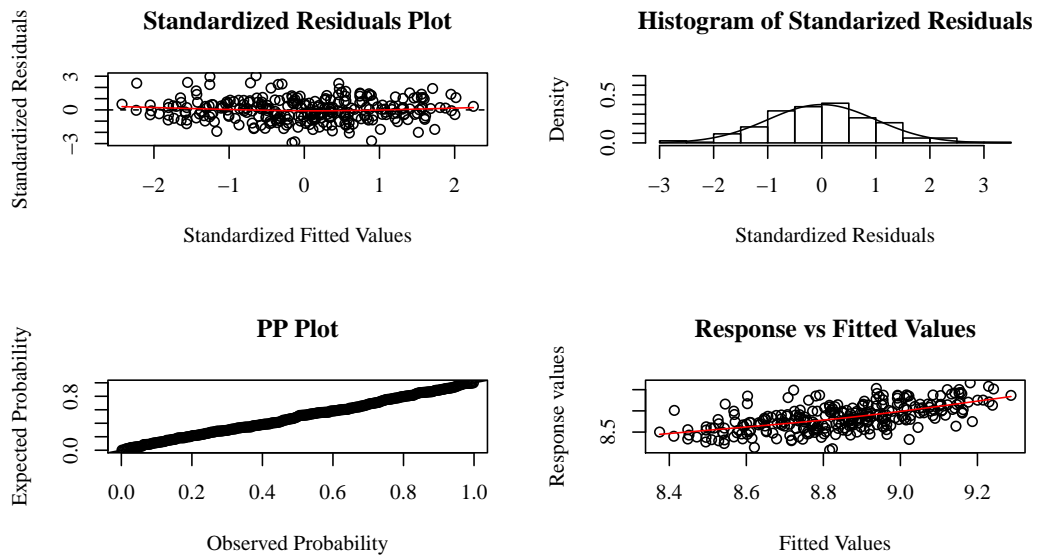 Standardized Residuals Plot
Standardized Residuals
3
0
−3
−2 −1 0 1 2
Standardized Fitted Values
Histogram of Standarized Residuals
Density
0.5
0.0
−3 −2 −1 0 1 2 3
Standardized Residuals
PP Plot
Expected Probability
0.8
0.0
0.0 0.2 0.4 0.6 0.8 1.0
Observed Probability
Response vs Fitted Values
Response values
8.5
8.4 8.6 8.8 9.0 9.2
Fitted Values